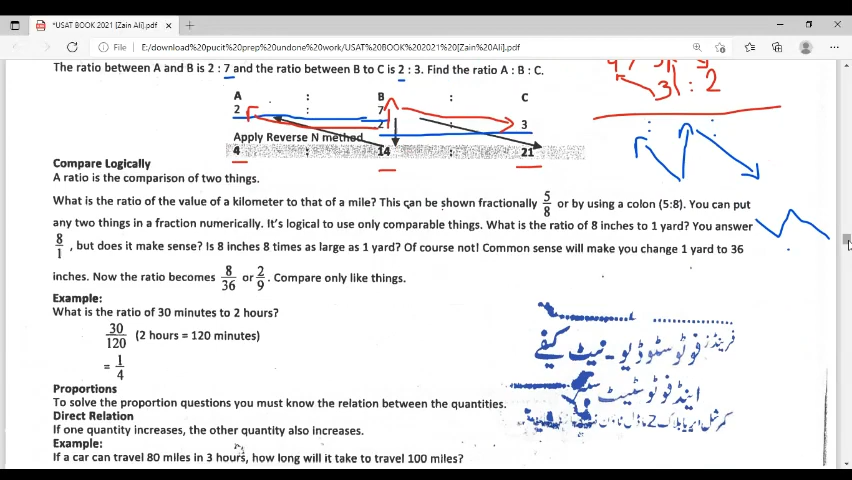 *USAT BOOK 2021 [Zain Ali].pdf
File E:/download%20pucit%20prep%20undone%20work/USAT%20BOOK%202021%20[Zain%20Ali].pdf
The ratio between A and B is 2 : 7 and the ratio between B to C is 2 : 3. Find the ratio A : B : C.
A : B : C
2 : 7
2 : 3
Apply Reverse N method
4 : 14 : 21
3 : 2
Compare Logically
A ratio is the comparison of two things.
What is the ratio of the value of a kilometer to that of a mile? This can be shown fractionally 5/8 or by using a colon (5:8). You can put
any two things in a fraction numerically. It's logical to use only comparable things. What is the ratio of 8 inches to 1 yard? You answer
8/1 , but does it make sense? Is 8 inches 8 times as large as 1 yard? Of course not! Common sense will make you change 1 yard to 36
inches. Now the ratio becomes 8/36 or 2/9. Compare only like things.
Example:
What is the ratio of 30 minutes to 2 hours?
30/120 (2 hours = 120 minutes)
= 1/4
فرینڈز فوٹو سٹوڈیو - نیٹ کیفے
اینڈ فوٹو سٹیٹ
Proportions
To solve the proportion questions you must know the relation between the quantities.
Direct Relation
If one quantity increases, the other quantity also increases.
Example:
If a car can travel 80 miles in 3 hours, how long will it take to travel 100 miles?